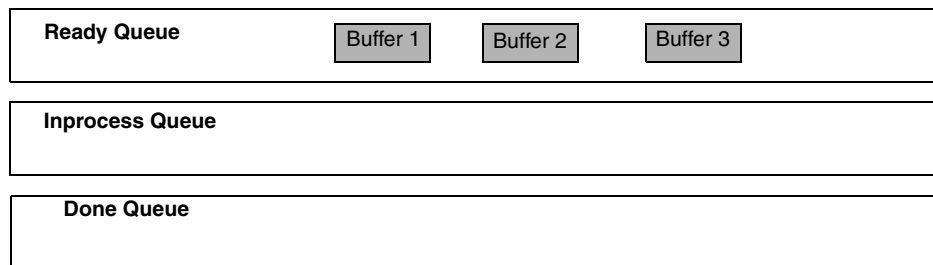 Ready Queue Buffer 1 Buffer 2 Buffer 3
Inprocess Queue
Done Queue